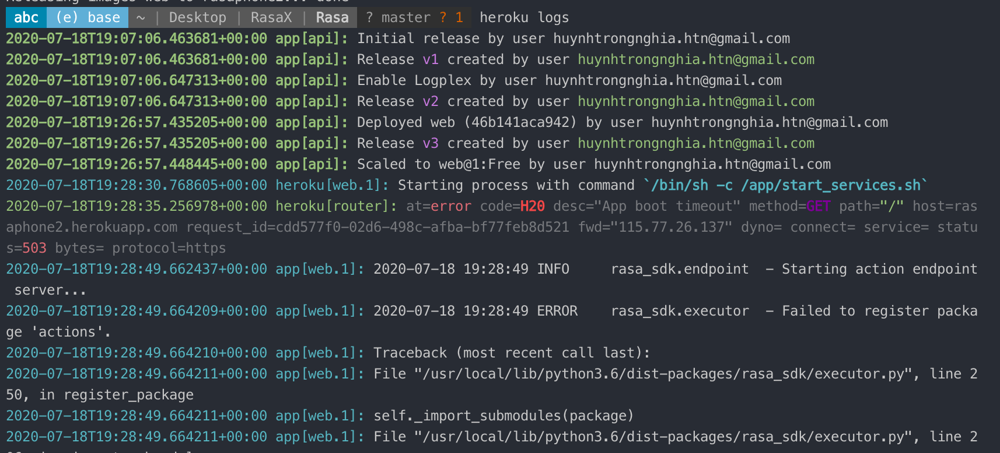 Releasing images web to rasaphone2... done
abc (e) base ~ | Desktop | RasaX | Rasa ? master ? 1 heroku logs
2020-07-18T19:07:06.463681+00:00 app[api]: Initial release by user huynhtrongnghia.htn@gmail.com
2020-07-18T19:07:06.463681+00:00 app[api]: Release v1 created by user huynhtrongnghia.htn@gmail.com
2020-07-18T19:07:06.647313+00:00 app[api]: Enable Logplex by user huynhtrongnghia.htn@gmail.com
2020-07-18T19:07:06.647313+00:00 app[api]: Release v2 created by user huynhtrongnghia.htn@gmail.com
2020-07-18T19:26:57.435205+00:00 app[api]: Deployed web (46b141aca942) by user huynhtrongnghia.htn@gmail.com
2020-07-18T19:26:57.435205+00:00 app[api]: Release v3 created by user huynhtrongnghia.htn@gmail.com
2020-07-18T19:26:57.448445+00:00 app[api]: Scaled to web@1:Free by user huynhtrongnghia.htn@gmail.com
2020-07-18T19:28:30.768605+00:00 heroku[web.1]: Starting process with command `/bin/sh -c /app/start_services.sh`
2020-07-18T19:28:35.256978+00:00 heroku[router]: at=error code=H20 desc="App boot timeout" method=GET path="/" host=ras
aphone2.herokuapp.com request_id=cdd577f0-02d6-498c-afba-bf77feb8d521 fwd="115.77.26.137" dyno= connect= service= statu
s=503 bytes= protocol=https
2020-07-18T19:28:49.662437+00:00 app[web.1]: 2020-07-18 19:28:49 INFO     rasa_sdk.endpoint  - Starting action endpoint
 server...
2020-07-18T19:28:49.664209+00:00 app[web.1]: 2020-07-18 19:28:49 ERROR    rasa_sdk.executor  - Failed to register packa
ge 'actions'.
2020-07-18T19:28:49.664210+00:00 app[web.1]: Traceback (most recent call last):
2020-07-18T19:28:49.664211+00:00 app[web.1]: File "/usr/local/lib/python3.6/dist-packages/rasa_sdk/executor.py", line 2
50, in register_package
2020-07-18T19:28:49.664211+00:00 app[web.1]: self._import_submodules(package)
2020-07-18T19:28:49.664211+00:00 app[web.1]: File "/usr/local/lib/python3.6/dist-packages/rasa_sdk/executor.py", line 2